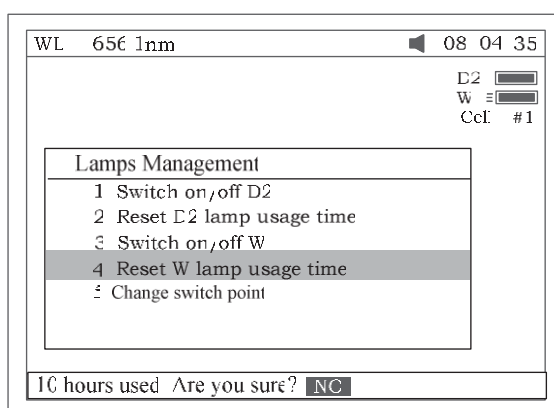 WL 656 1nm 08 04 35
D2
W
Cell #1
Lamps Management
1 Switch on/off D2
2 Reset D2 lamp usage time
3 Switch on/off W
4 Reset W lamp usage time
5 Change switch point
10 hours used Are you sure? NO